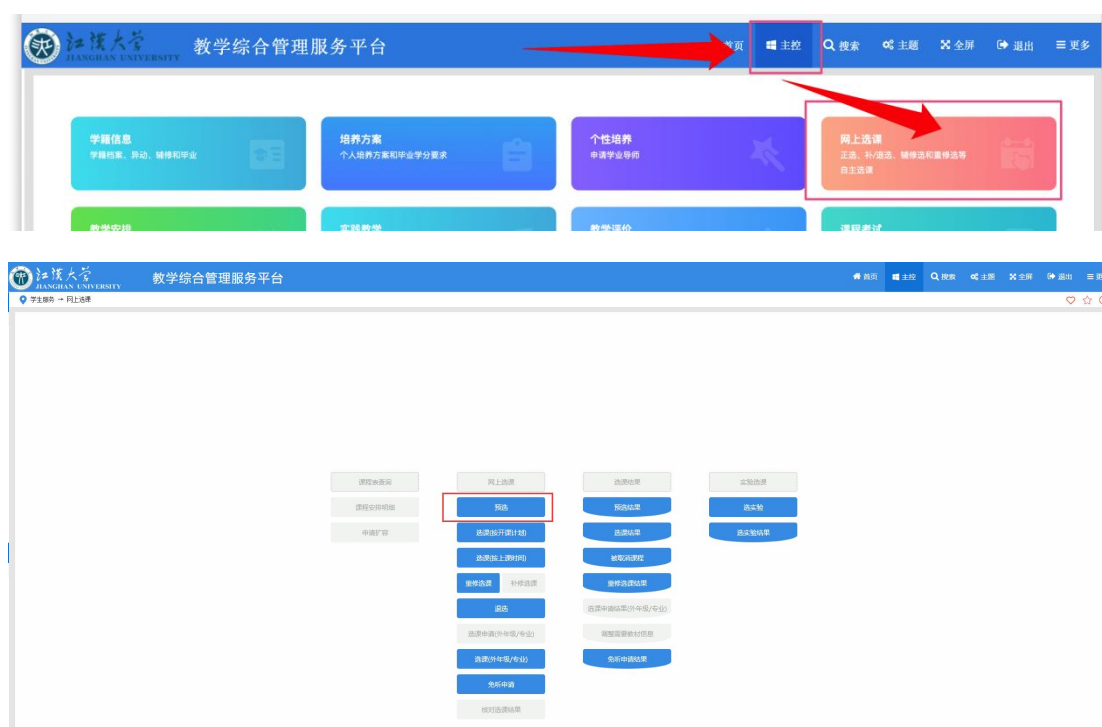 江汉大学
JIANGHAN UNIVERSITY
教学综合管理服务平台
首页 主控 搜索 主题 全屏 退出 更多
学籍信息
学籍档案、异动、辅修和毕业
培养方案
个人培养方案和毕业学分要求
个性培养
申请学业导师
网上选课
正选、补/退选、辅修选和重修选等
自主选课
教学安排
实践教学
教学评价
课程考试
江汉大学
JIANGHAN UNIVERSITY
教学综合管理服务平台
首页 主控 搜索 主题 全屏 退出
学生服务 → 网上选课
课程表查询 网上选课 选课结果 实验选课
课程安排明细 预选 预选结果 选实验
申请扩容 选课(按开课计划) 选课结果 选实验结果
选课(按上课时间) 被取消课程
重修选课 补修选课 重修选课结果
退选 选课申请结果(外年级/专业)
选课申请(外年级/专业) 调整需要教材信息
选课(外年级/专业) 免听申请结果
免听申请
核对选课结果